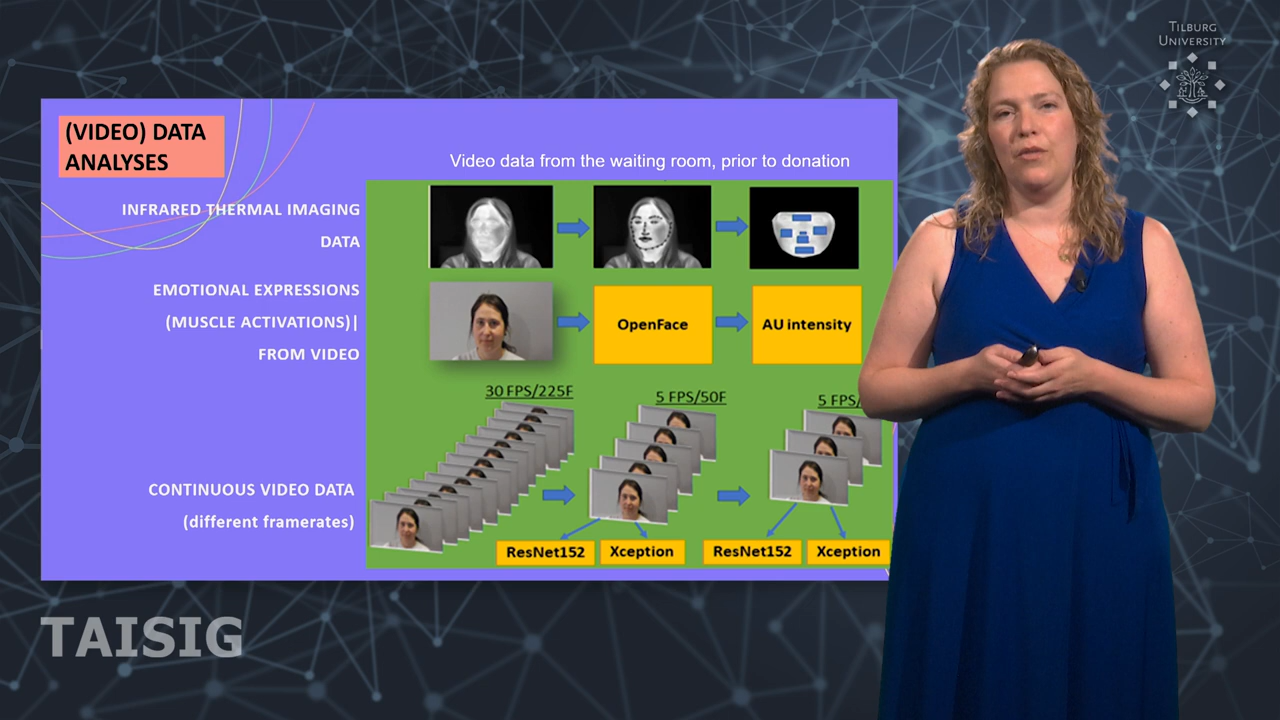 TILBURG
UNIVERSITY
(VIDEO) DATA
ANALYSES
Video data from the waiting room, prior to donation
INFRARED THERMAL IMAGING
DATA
EMOTIONAL EXPRESSIONS
(MUSCLE ACTIVATIONS)|
FROM VIDEO
OpenFace
AU intensity
30 FPS/225F
5 FPS/50F
5 FPS/
CONTINUOUS VIDEO DATA
(different framerates)
ResNet152
Xception
ResNet152
Xception
TAISIG